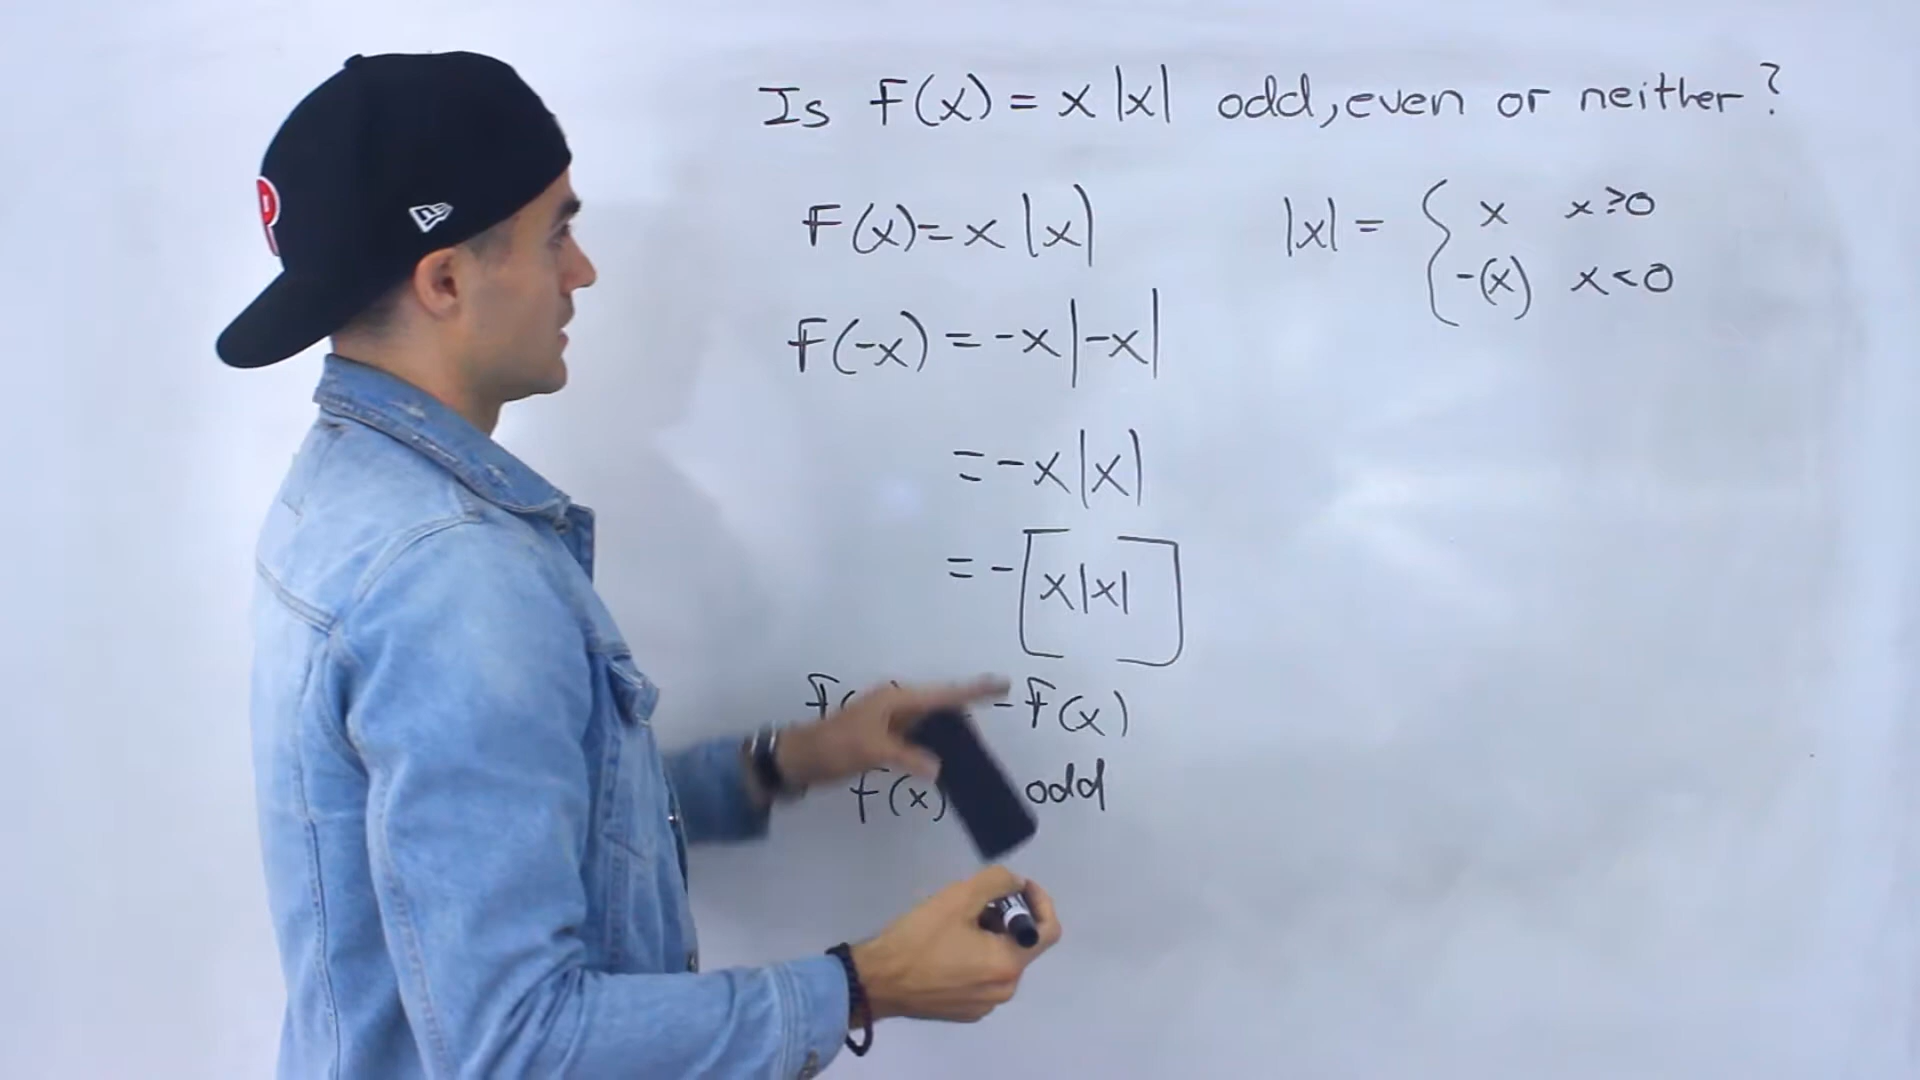 Is f(x) = x |x| odd, even or neither?
f(x) = x |x|
|x| = { x x ≥ 0
-(x) x < 0
f(-x) = -x |-x|
= -x |x|
= - [x |x|]
-f(x)
f(x) odd